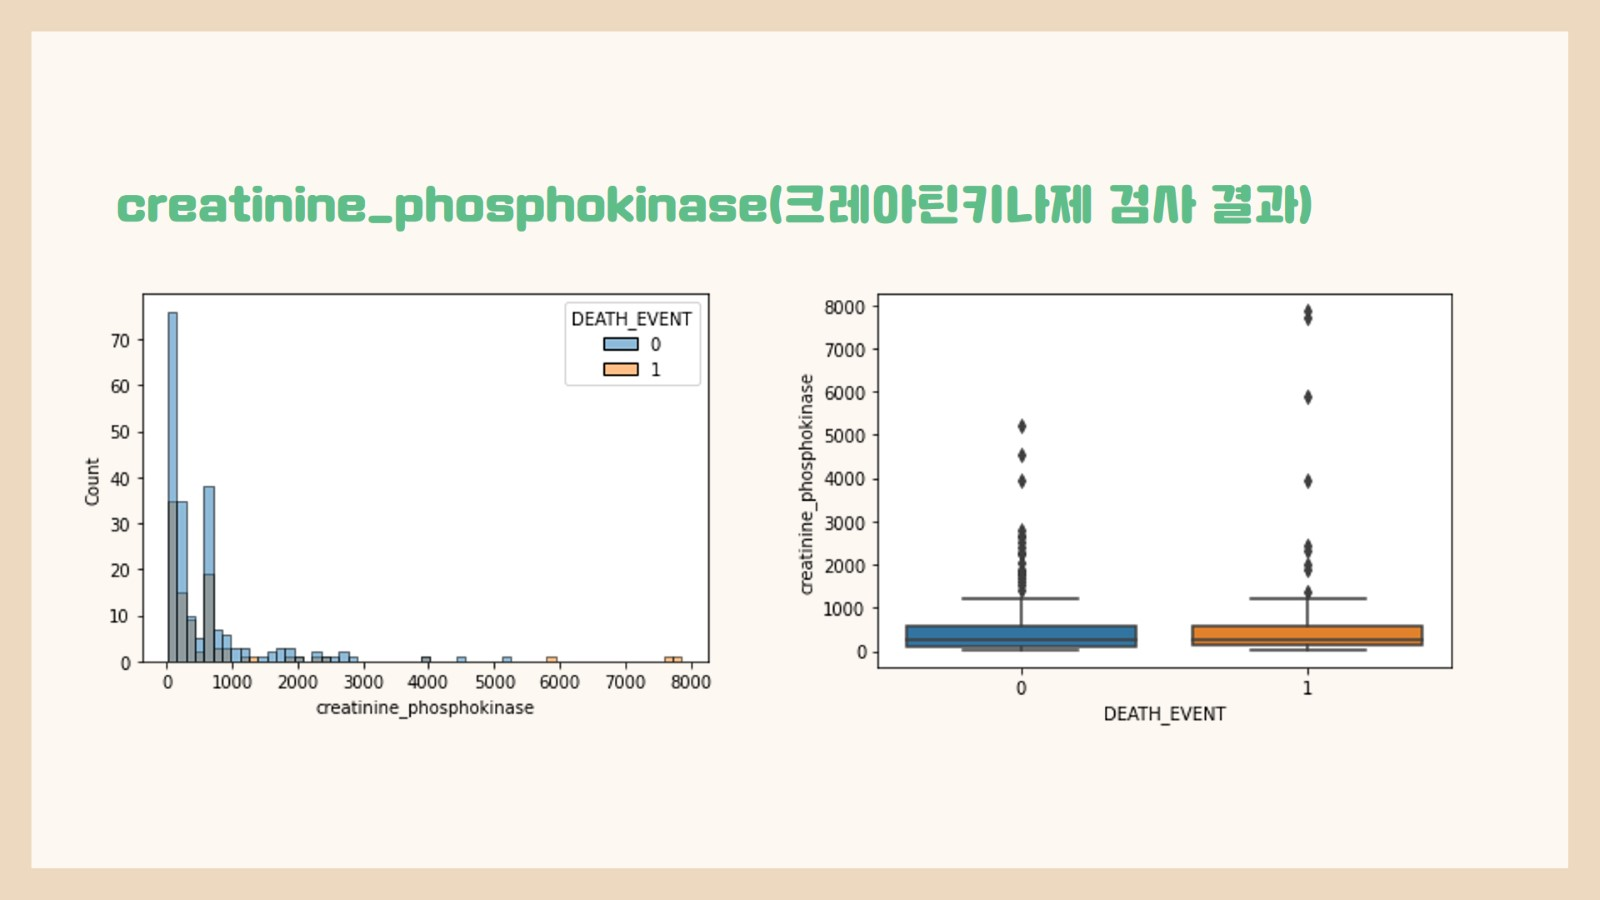 creatinine_phosphokinase(크레아틴키나제 검사 결과)
DEATH_EVENT
0
1
70
60
50
40
30
20
10
0
Count
0 1000 2000 3000 4000 5000 6000 7000 8000
creatinine_phosphokinase
8000
7000
6000
5000
4000
3000
2000
1000
0
creatinine_phosphokinase
0 1
DEATH_EVENT